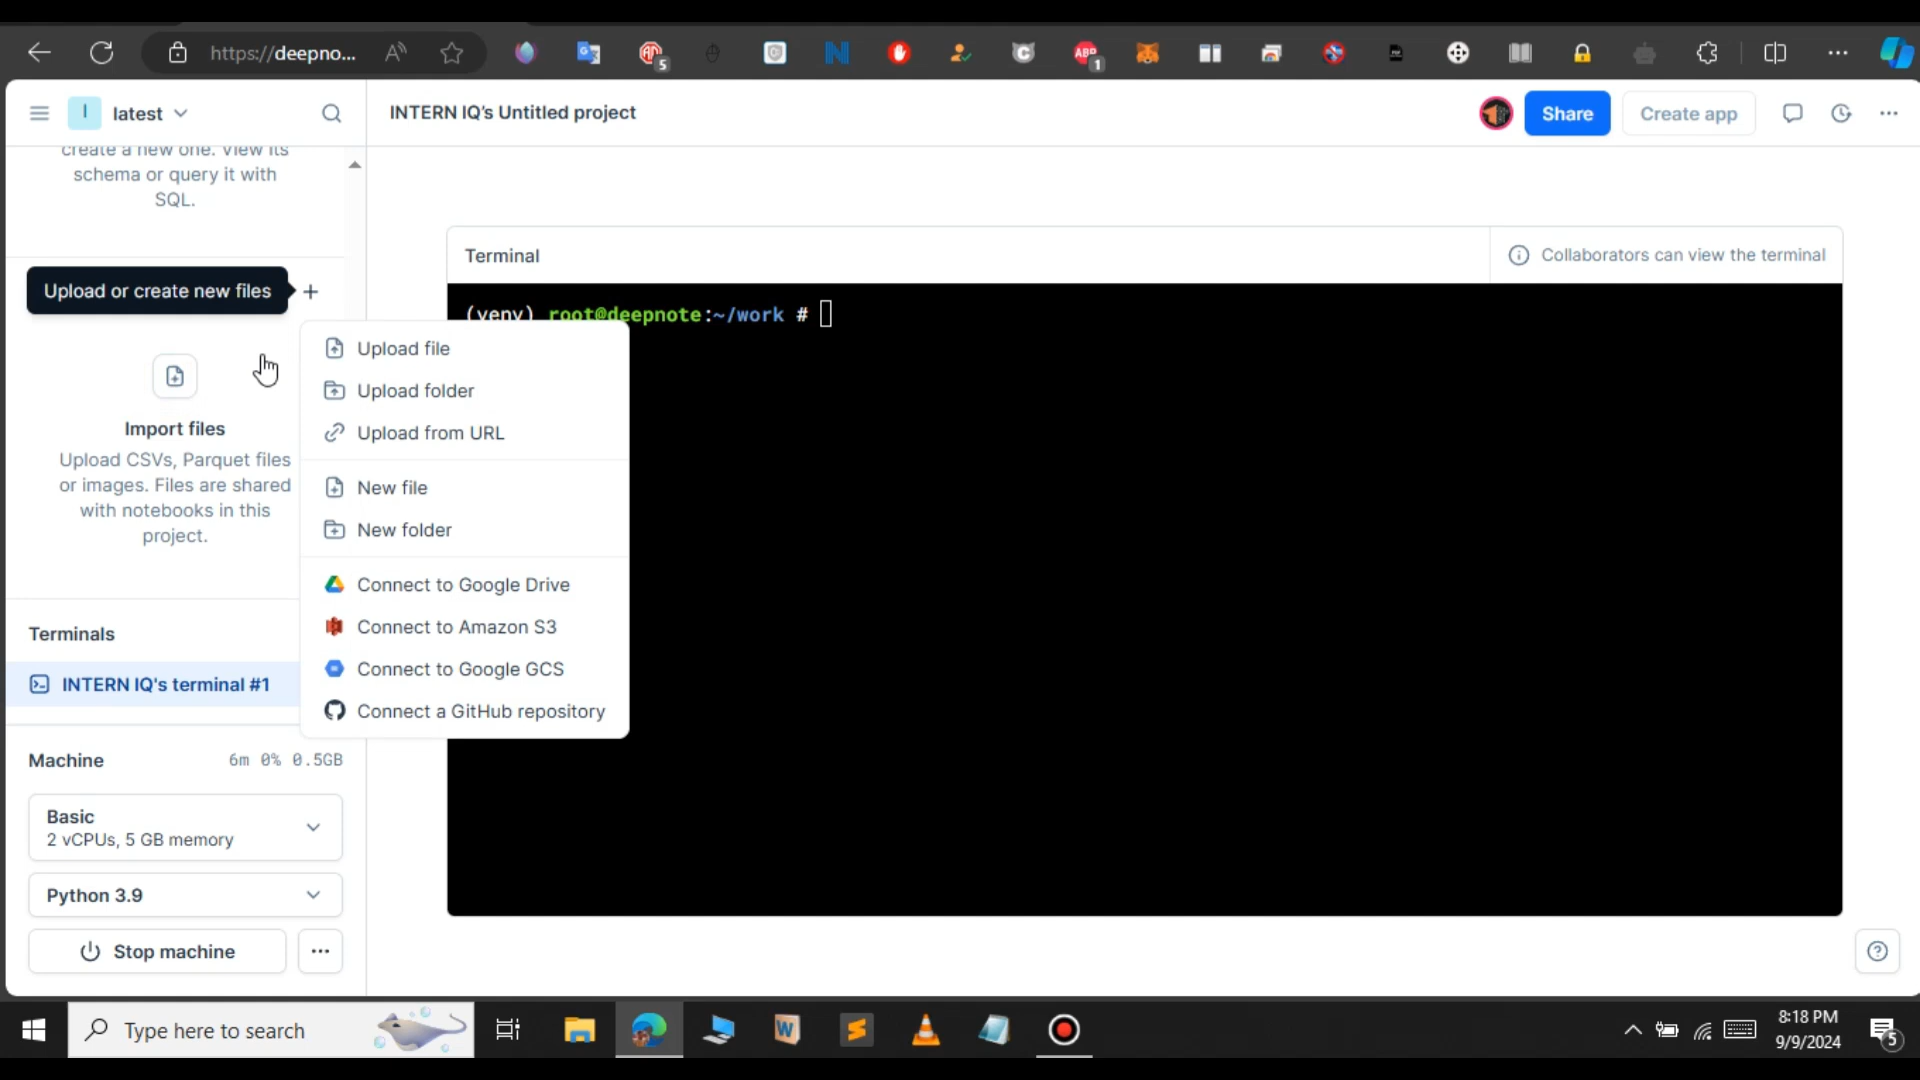 https://deepno...
5
1
latest
INTERN IQ's Untitled project
Share
Create app
create a new one. View its
schema or query it with
SQL.
Upload or create new files
Import files
Upload CSVs, Parquet files
or images. Files are shared
with notebooks in this
project.
Terminals
INTERN IQ's terminal #1
Machine
6m 0% 0.5GB
Basic
2 vCPUs, 5 GB memory
Python 3.9
Stop machine
Upload file
Upload folder
Upload from URL
New file
New folder
Connect to Google Drive
Connect to Amazon S3
Connect to Google GCS
Connect a GitHub repository
Terminal
Collaborators can view the terminal
(venv) root@deepnote:~/work #
Type here to search
8:18 PM
9/9/2024
5